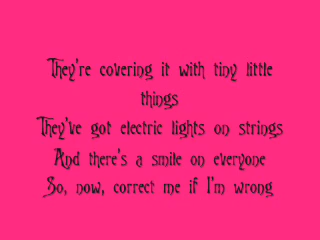 They're covering it with tiny little
things
They've got electric lights on strings
And there's a smile on everyone
So, now, correct me if I'm wrong